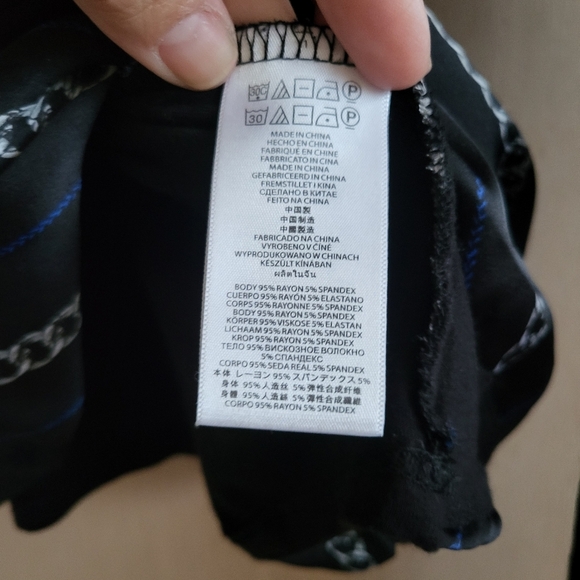 30C P
30 P
MADE IN CHINA
HECHO EN CHINA
FABRIQUÉ EN CHINE
FABBRICATO IN CINA
MADE IN CHINA
GEFABRICEERD IN CHINA
FREMSTILLET I KINA
СДЕЛАНО В КИТАЕ
FEITO NA CHINA
中国製
中国制造
中國製造
FABRICADO NA CHINA
VYROBENO V ČÍNĚ
WYPRODUKOWANO W CHINACH
KÉSZÜLT KÍNÁBAN
ผลิตในจีน
BODY 95% RAYON 5% SPANDEX
CUERPO 95% RAYÓN 5% ELASTANO
CORPS 95% RAYONNE 5% SPANDEX
BODY 95% RAYON 5% SPANDEX
KÖRPER 95% VISKOSE 5% ELASTAN
LICHAAM 95% RAYON 5% SPANDEX
KROP 95% RAYON 5% SPANDEX
ТЕЛО 95% ВИСКОЗНОЕ ВОЛОКНО
5% СПАНДЕКС
CORPO 95% SEDA REAL 5% SPANDEX
本体 レーヨン 95% スパンデックス 5%
身体 95% 人造丝 5% 弹性合成纤维
身體 95% 人造絲 5% 彈性合成纖維
CORPO 95% RAYON 5% SPANDEX